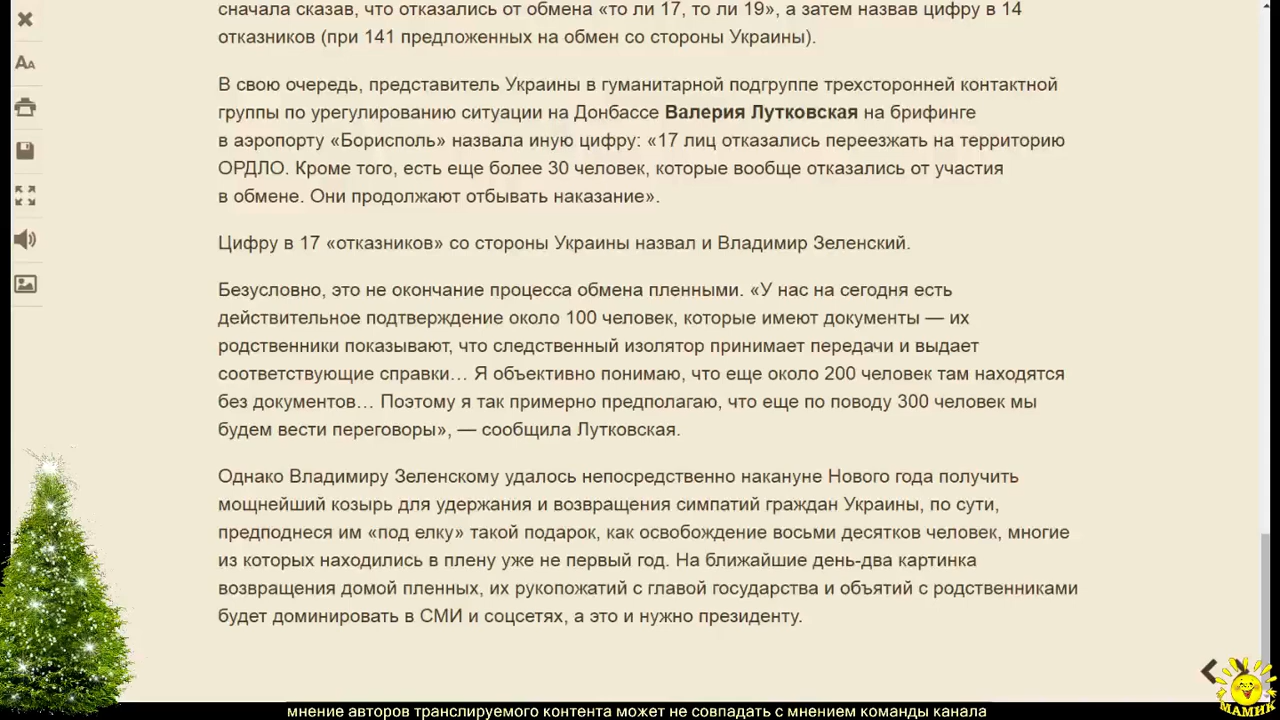 сначала сказав, что отказались от обмена «то ли 17, то ли 19», а затем назвав цифру в 14
отказников (при 141 предложенных на обмен со стороны Украины).
В свою очередь, представитель Украины в гуманитарной подгруппе трехсторонней контактной
группы по урегулированию ситуации на Донбассе Валерия Лутковская на брифинге
в аэропорту «Борисполь» назвала иную цифру: «17 лиц отказались переезжать на территорию
ОРДЛО. Кроме того, есть еще более 30 человек, которые вообще отказались от участия
в обмене. Они продолжают отбывать наказание».
Цифру в 17 «отказников» со стороны Украины назвал и Владимир Зеленский.
Безусловно, это не окончание процесса обмена пленными. «У нас на сегодня есть
действительное подтверждение около 100 человек, которые имеют документы — их
родственники показывают, что следственный изолятор принимает передачи и выдает
соответствующие справки… Я объективно понимаю, что еще около 200 человек там находятся
без документов… Поэтому я так примерно предполагаю, что еще по поводу 300 человек мы
будем вести переговоры», — сообщила Лутковская.
Однако Владимиру Зеленскому удалось непосредственно накануне Нового года получить
мощнейший козырь для удержания и возвращения симпатий граждан Украины, по сути,
предподнеся им «под елку» такой подарок, как освобождение восьми десятков человек, многие
из которых находились в плену уже не первый год. На ближайшие день-два картинка
возвращения домой пленных, их рукопожатий с главой государства и объятий с родственниками
будет доминировать в СМИ и соцсетях, а это и нужно президенту.
МАМИК
мнение авторов транслируемого контента может не совпадать с мнением команды канала